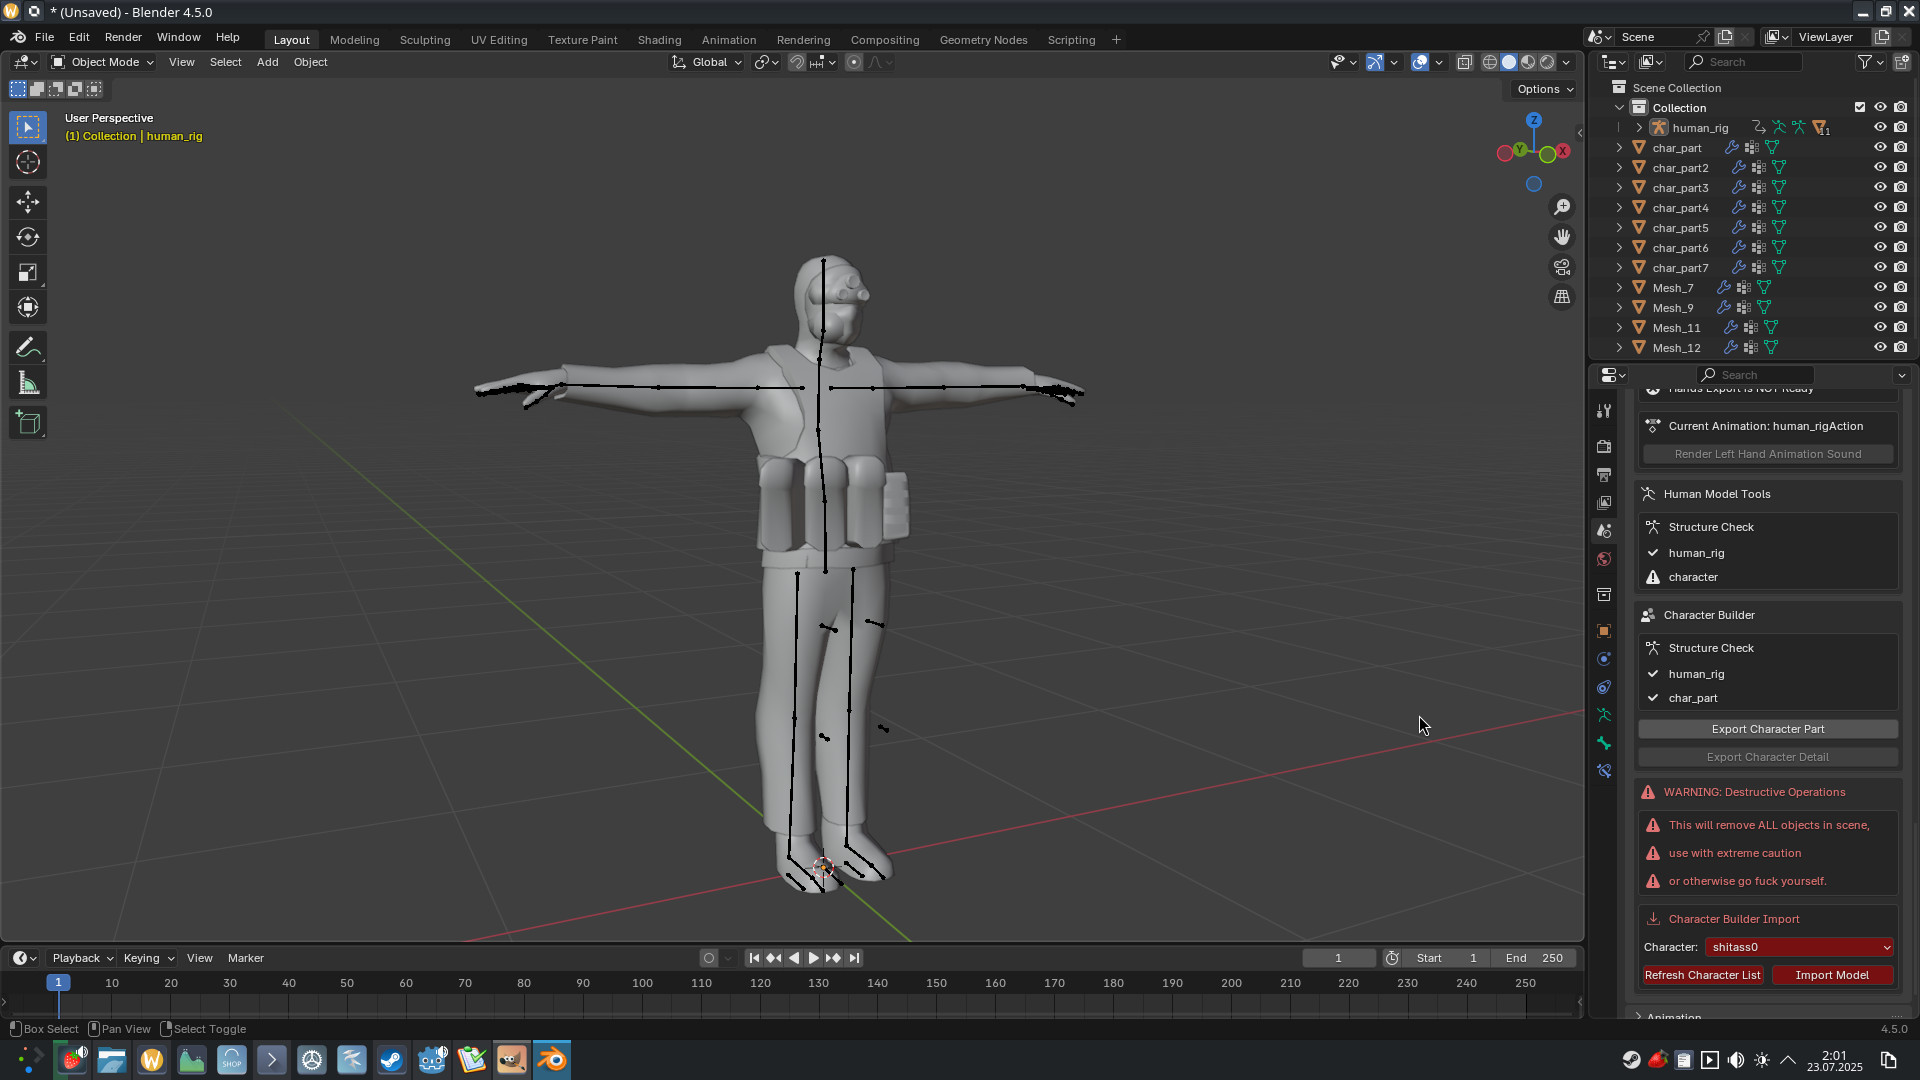 * (Unsaved) - Blender 4.5.0
File Edit Render Window Help
Layout Modeling Sculpting UV Editing Texture Paint Shading Animation Rendering Compositing Geometry Nodes Scripting +
Scene
ViewLayer
Object Mode View Select Add Object
Global
Options
User Perspective
(1) Collection | human_rig
Z
Y
X
Search
Scene Collection
Collection
human_rig
11
char_part
char_part2
char_part3
char_part4
char_part5
char_part6
char_part7
Mesh_7
Mesh_9
Mesh_11
Mesh_12
Search
Hands Export is NOT Ready
Current Animation: human_rigAction
Render Left Hand Animation Sound
Human Model Tools
Structure Check
human_rig
character
Character Builder
Structure Check
human_rig
char_part
Export Character Part
Export Character Detail
WARNING: Destructive Operations
This will remove ALL objects in scene,
use with extreme caution
or otherwise go fuck yourself.
Character Builder Import
Character: shitass0
Refresh Character List Import Model
Animation
Playback Keying View Marker
1 Start 1 End 250
1 10 20 30 40 50 60 70 80 90 100 110 120 130 140 150 160 170 180 190 200 210 220 230 240 250
Box Select Pan View Select Toggle
4.5.0
SHOP
2:01
23.07.2025